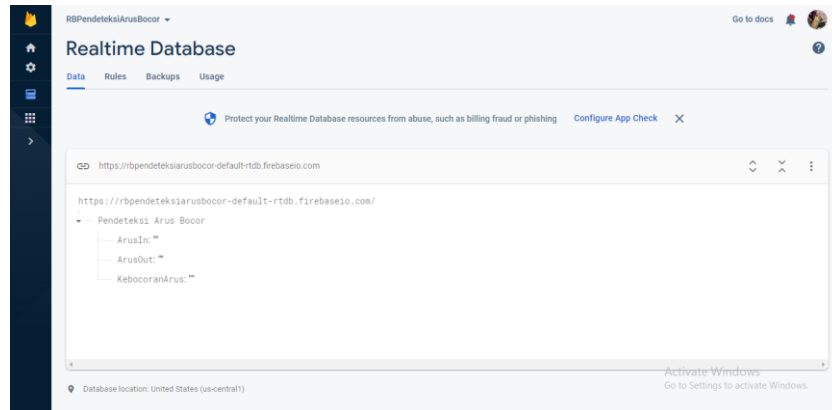 RBPendeteksiArusBocor
Go to docs
Realtime Database
Data Rules Backups Usage
Protect your Realtime Database resources from abuse, such as billing fraud or phishing Configure App Check
https://rbpendeteksiarusbocor-default-rtdb.firebaseio.com
https://rbpendeteksiarusbocor-default-rtdb.firebaseio.com/
Pendeteksi Arus Bocor
ArusIn: ""
ArusOut: ""
KebocoranArus: ""
Activate Windows
Go to Settings to activate Windows.
Database location: United States (us-central1)